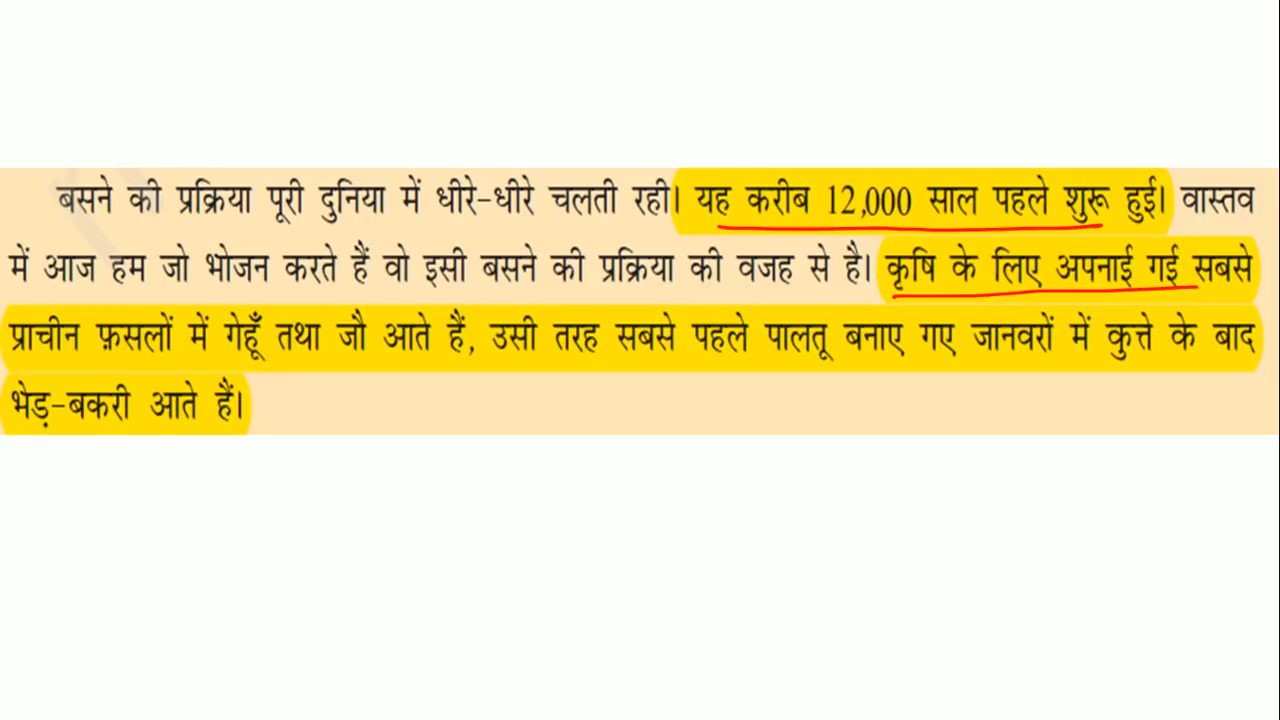 बसने की प्रक्रिया पूरी दुनिया में धीरे-धीरे चलती रही। यह करीब 12,000 साल पहले शुरू हुई। वास्तव
में आज हम जो भोजन करते हैं वो इसी बसने की प्रक्रिया की वजह से है। कृषि के लिए अपनाई गई सबसे
प्राचीन फ़सलों में गेहूँ तथा जौ आते हैं, उसी तरह सबसे पहले पालतू बनाए गए जानवरों में कुत्ते के बाद
भेड़-बकरी आते हैं।